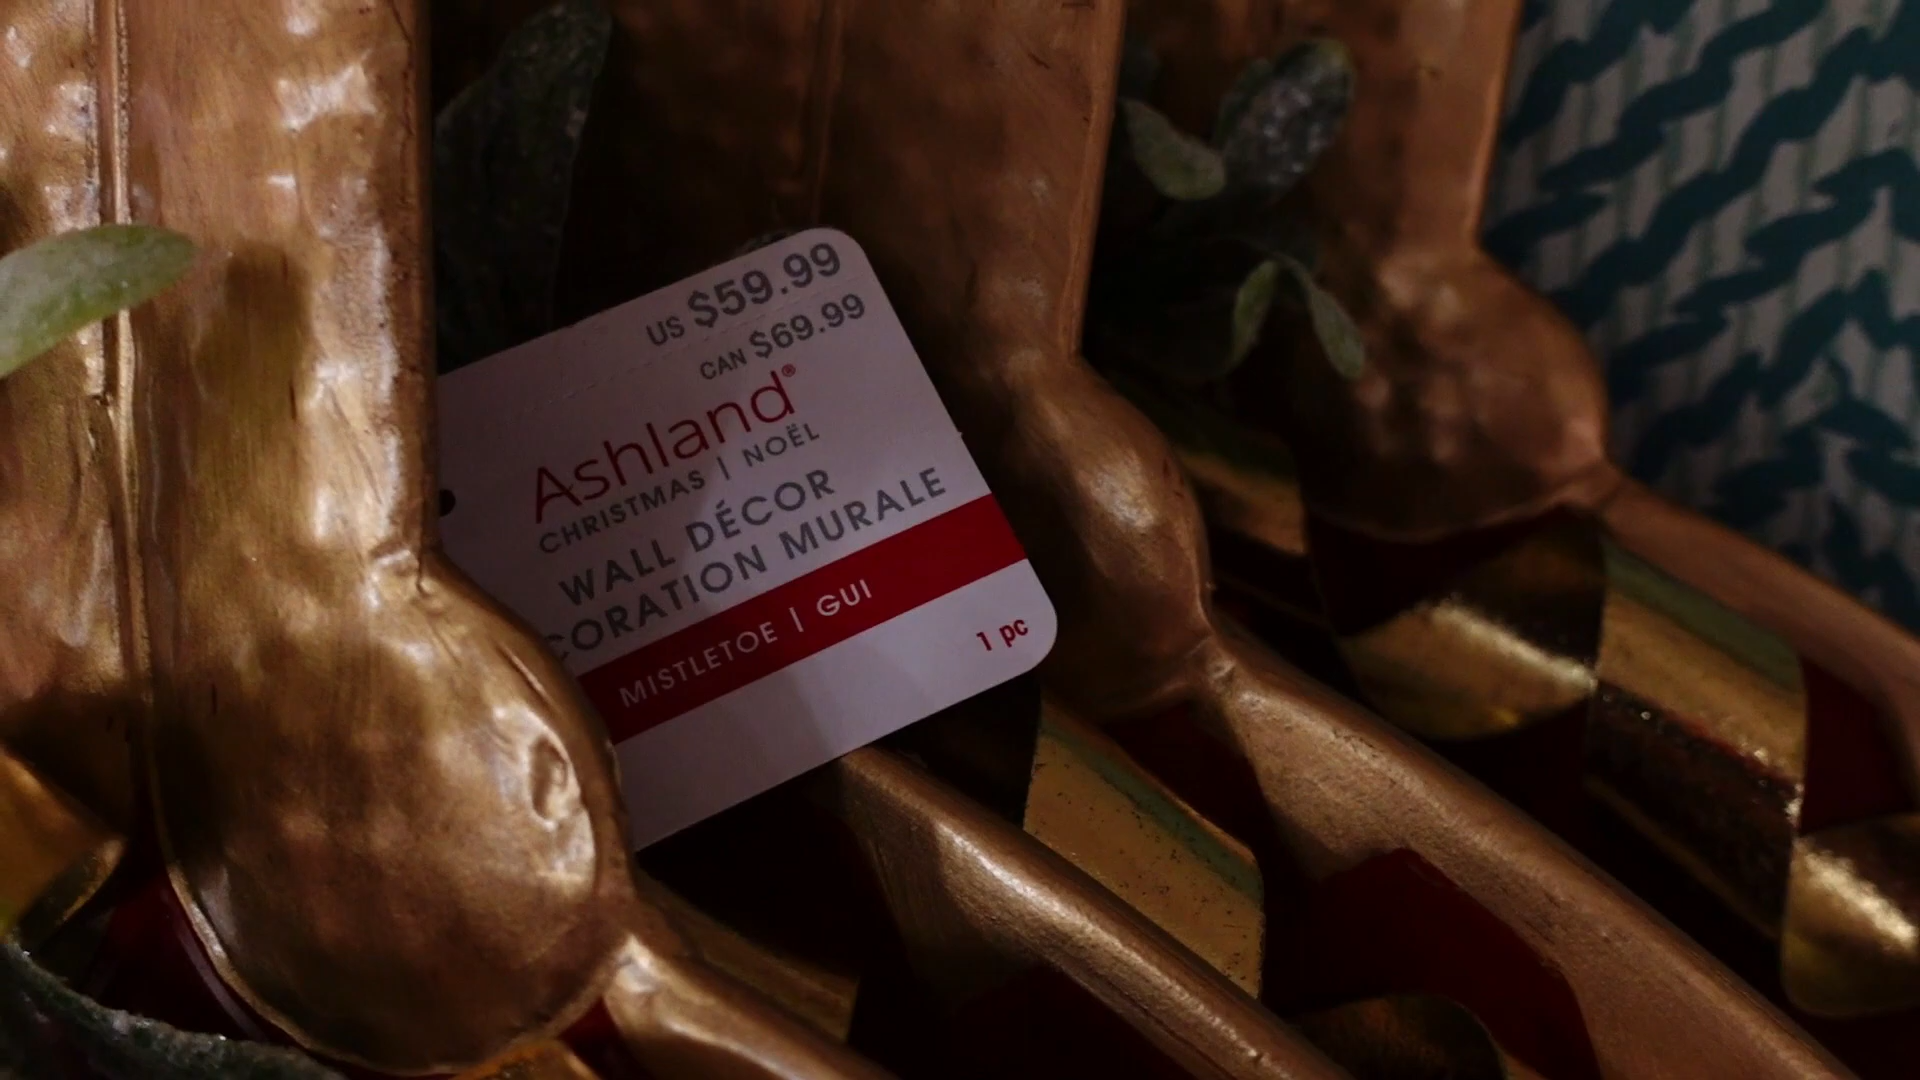 US $59.99
CAN $69.99
Ashland®
CHRISTMAS | NOËL
WALL DÉCOR
CORATION MURALE
MISTLETOE | GUI
1 pc